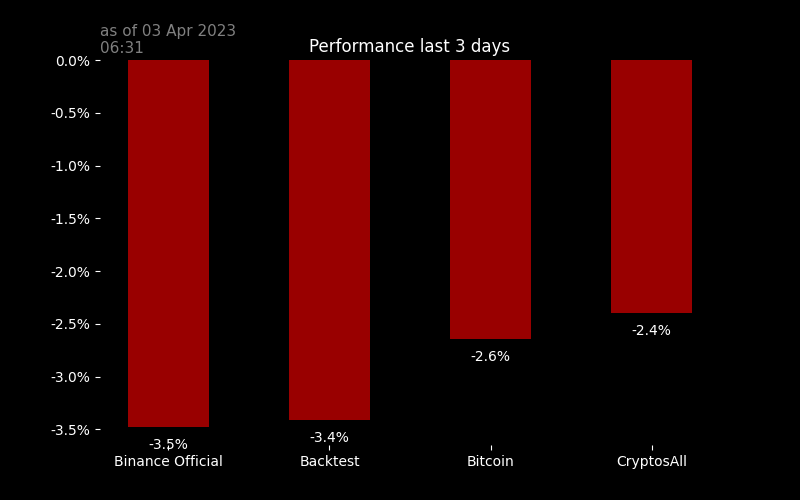 as of 03 Apr 2023
06:31
Performance last 3 days
0.0%
-0.5%
-1.0%
-1.5%
-2.0%
-2.5%
-3.0%
-3.5%
-3.5%
-3.4%
-2.6%
-2.4%
Binance Official
Backtest
Bitcoin
CryptosAll